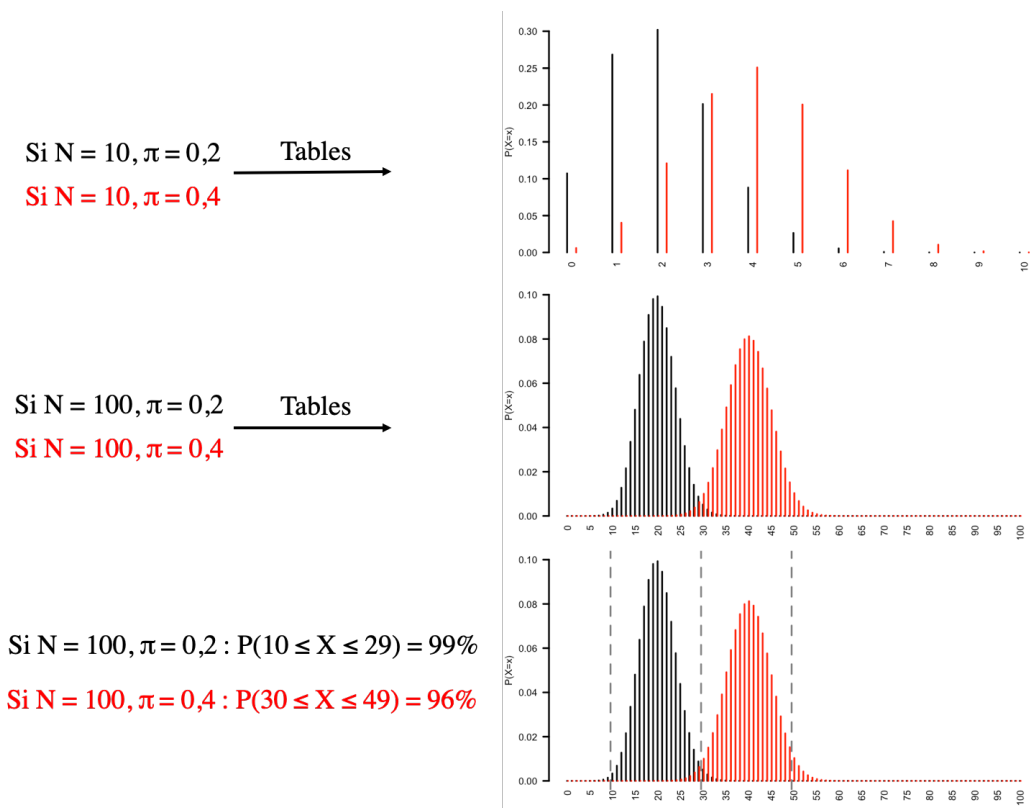 Si N = 10, π = 0,2
Si N = 10, π = 0,4
Tables
P(X=x)
0.30
0.25
0.20
0.15
0.10
0.05
0.00
0 1 2 3 4 5 6 7 8 9 10
Si N = 100, π = 0,2
Si N = 100, π = 0,4
Tables
P(X=x)
0.10
0.08
0.06
0.04
0.02
0.00
0 5 10 15 20 25 30 35 40 45 50 55 60 65 70 75 80 85 90 95 100
Si N = 100, π = 0,2 : P(10 ≤ X ≤ 29) = 99%
Si N = 100, π = 0,4 : P(30 ≤ X ≤ 49) = 96%
P(X=x)
0.10
0.08
0.06
0.04
0.02
0.00
0 5 10 15 20 25 30 35 40 45 50 55 60 65 70 75 80 85 90 95 100